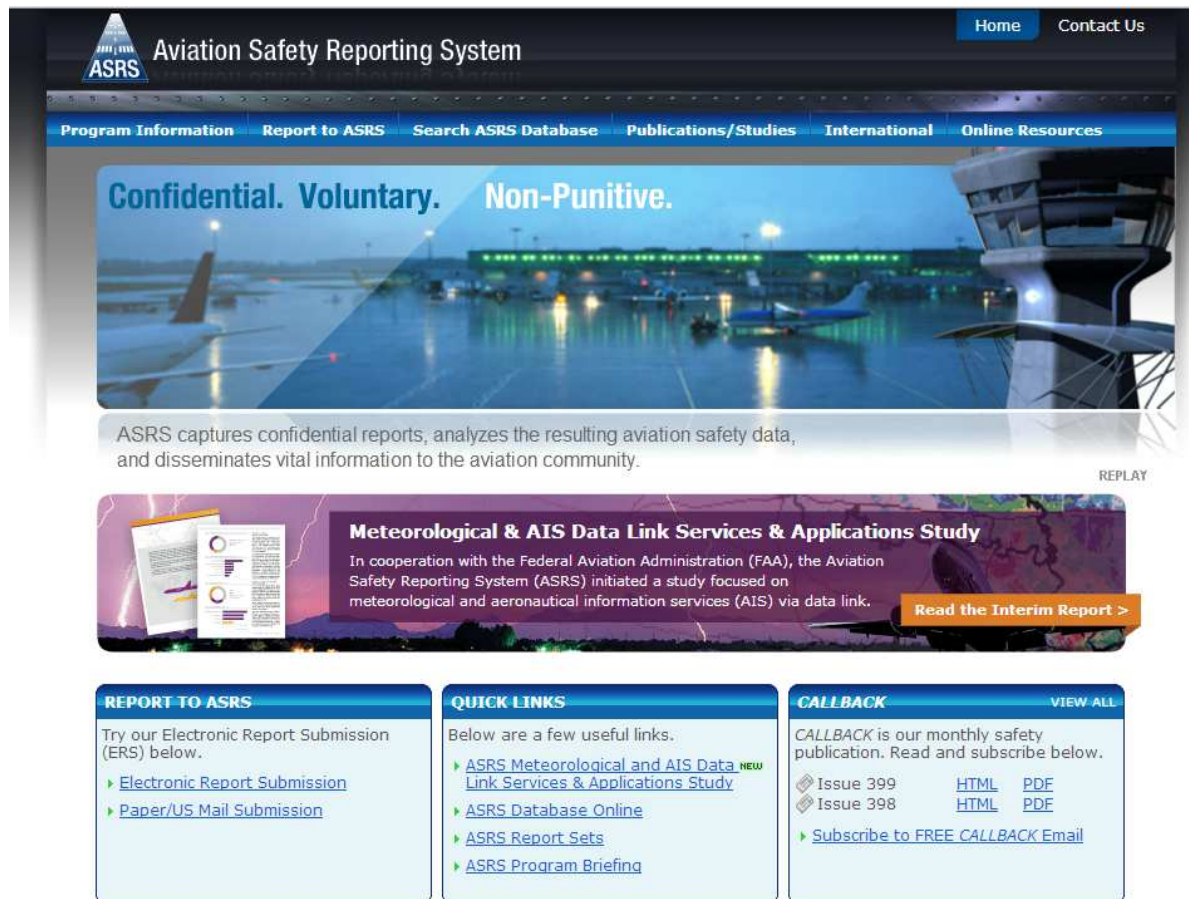 Home Contact Us
ASRS
Aviation Safety Reporting System
Program Information Report to ASRS Search ASRS Database Publications/Studies International Online Resources
Confidential. Voluntary. Non-Punitive.
ASRS captures confidential reports, analyzes the resulting aviation safety data,
and disseminates vital information to the aviation community.
REPLAY
Meteorological & AIS Data Link Services & Applications Study
In cooperation with the Federal Aviation Administration (FAA), the Aviation
Safety Reporting System (ASRS) initiated a study focused on
meteorological and aeronautical information services (AIS) via data link.
Read the Interim Report >
REPORT TO ASRS
Try our Electronic Report Submission
(ERS) below.
Electronic Report Submission
Paper/US Mail Submission
QUICK LINKS
Below are a few useful links.
ASRS Meteorological and AIS Data NEW
Link Services & Applications Study
ASRS Database Online
ASRS Report Sets
ASRS Program Briefing
CALLBACK VIEW ALL
CALLBACK is our monthly safety
publication. Read and subscribe below.
Issue 399 HTML PDF
Issue 398 HTML PDF
Subscribe to FREE CALLBACK Email